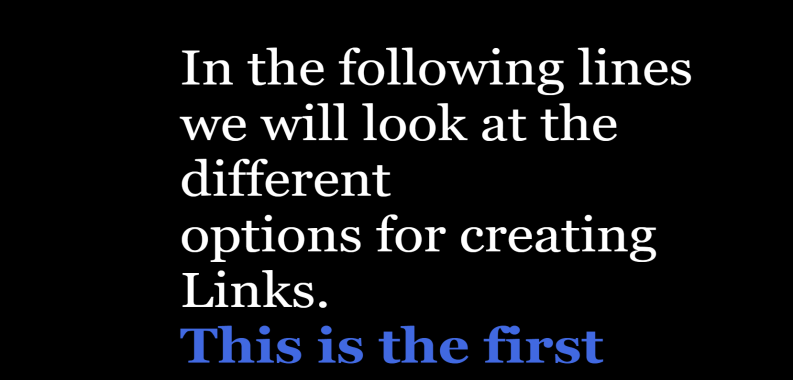 In the following lines
we will look at the
different
options for creating
Links.
This is the first